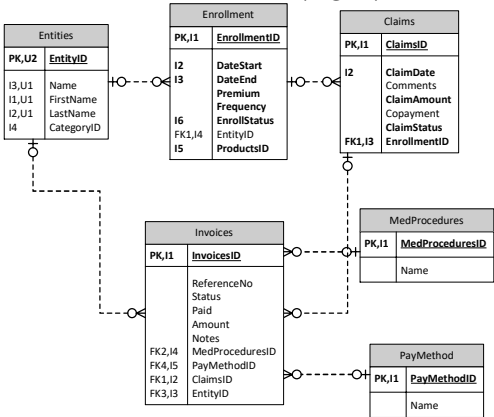 Entities
PK,U2 EntityID
I3,U1 Name
I1,U1 FirstName
I2,U1 LastName
I4 CategoryID
Enrollment
PK,I1 EnrollmentID
I2 DateStart
I3 DateEnd
Premium
Frequency
I6 EnrollStatus
FK1,I4 EntityID
I5 ProductsID
Claims
PK,I1 ClaimsID
I2 ClaimDate
Comments
ClaimAmount
Copayment
ClaimStatus
FK1,I3 EnrollmentID
Invoices
PK,I1 InvoicesID
ReferenceNo
Status
Paid
Amount
Notes
FK2,I4 MedProceduresID
FK4,I5 PayMethodID
FK1,I2 ClaimsID
FK3,I3 EntityID
MedProcedures
PK,I1 MedProceduresID
Name
PayMethod
PK,I1 PayMethodID
Name